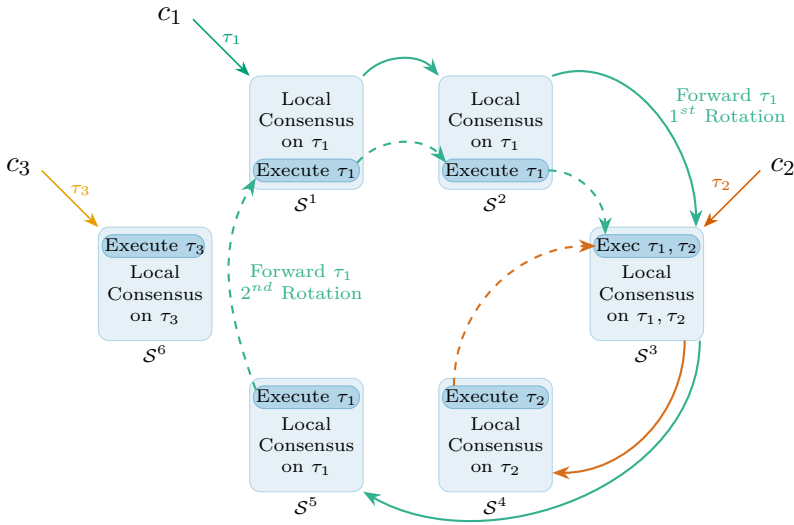 c₁
τ₁
Local
Consensus
on τ₁
Execute τ₁
𝒮¹
Local
Consensus
on τ₁
Execute τ₁
𝒮²
Forward τ₁
1ˢᵗ Rotation
c₃
τ₃
c₂
τ₂
Execute τ₃
Local
Consensus
on τ₃
𝒮⁶
Forward τ₁
2ⁿᵈ Rotation
Exec τ₁, τ₂
Local
Consensus
on τ₁, τ₂
𝒮³
Execute τ₁
Local
Consensus
on τ₁
𝒮⁵
Execute τ₂
Local
Consensus
on τ₂
𝒮⁴